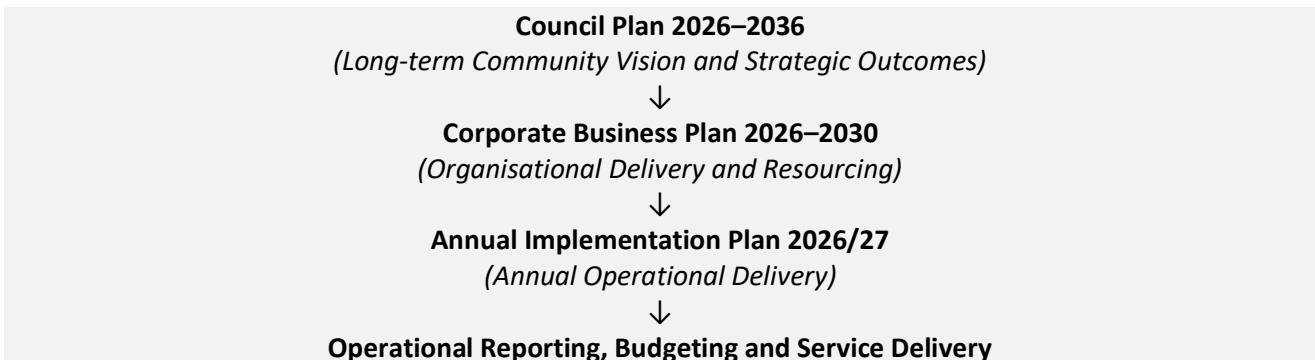 Council Plan 2026–2036
(Long-term Community Vision and Strategic Outcomes)
↓
Corporate Business Plan 2026–2030
(Organisational Delivery and Resourcing)
↓
Annual Implementation Plan 2026/27
(Annual Operational Delivery)
↓
Operational Reporting, Budgeting and Service Delivery